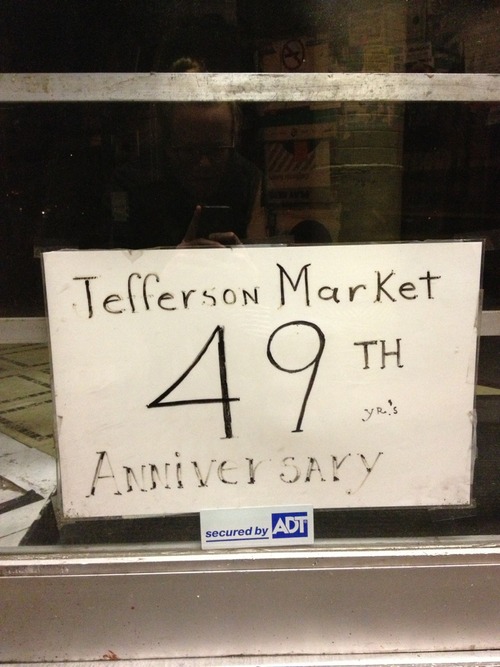 Jefferson Market
49 TH
yR.'s
Anniversary
secured by ADT